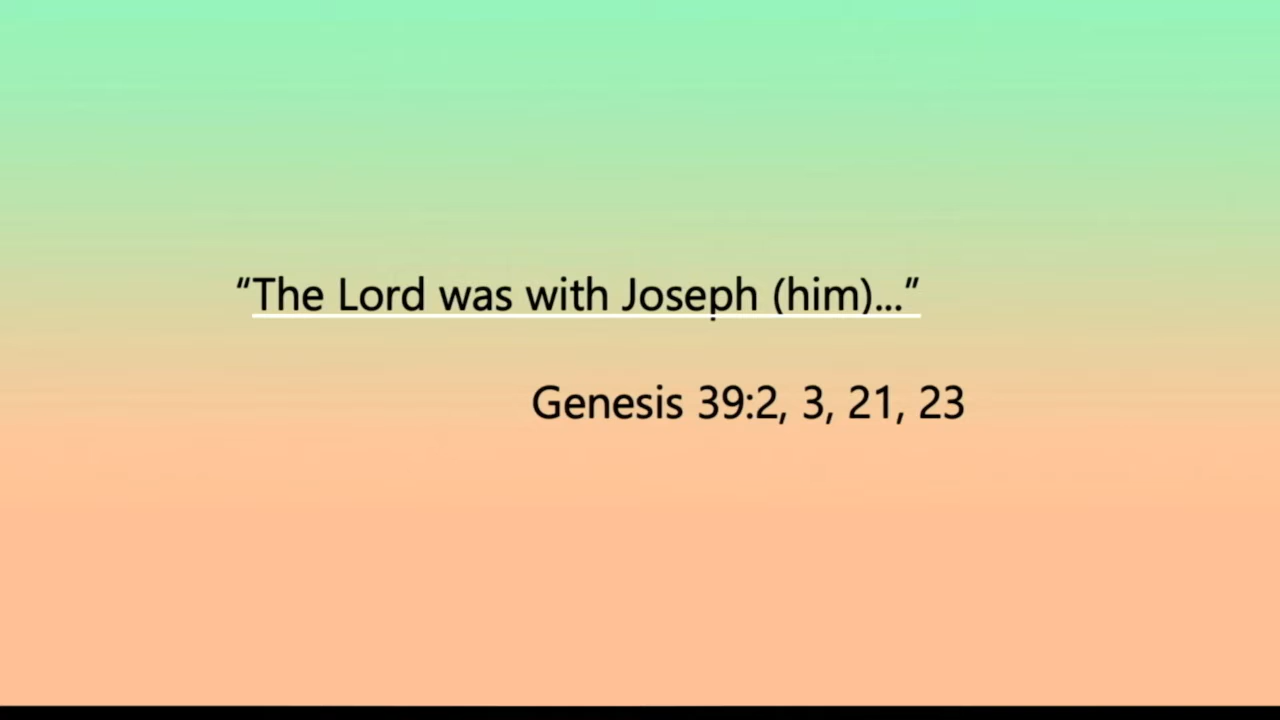 “The Lord was with Joseph (him)...”
Genesis 39:2, 3, 21, 23